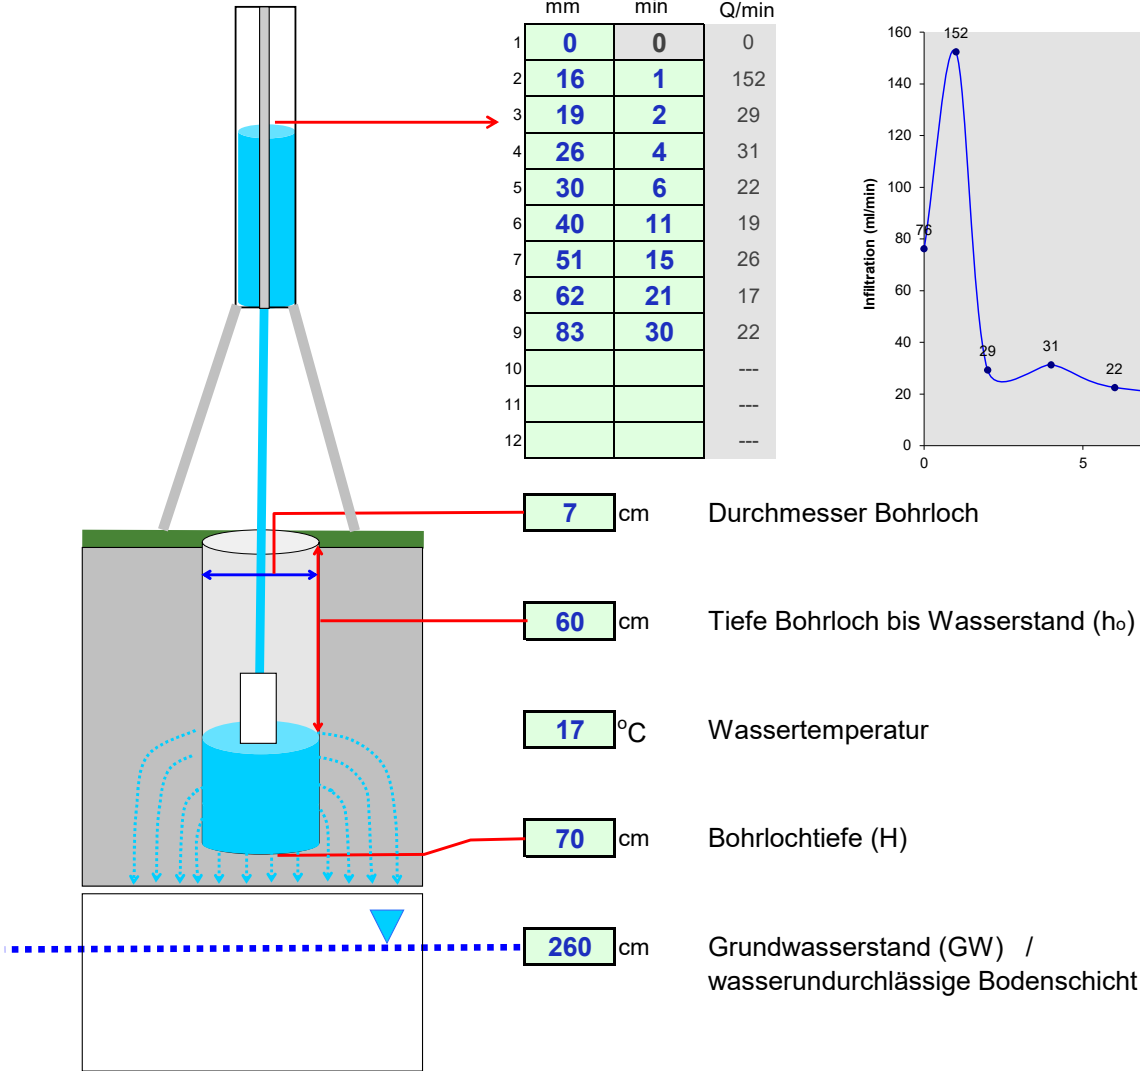 mm min Q/min
1 0 0 0
2 16 1 152
3 19 2 29
4 26 4 31
5 30 6 22
6 40 11 19
7 51 15 26
8 62 21 17
9 83 30 22
10 ---
11 ---
12 ---
Infiltration (ml/min)
160
140
120
100
80
60
40
20
0
0 5
152
76
29
31
22
7 cm Durchmesser Bohrloch
60 cm Tiefe Bohrloch bis Wasserstand (ho)
17 °C Wassertemperatur
70 cm Bohrlochtiefe (H)
260 cm Grundwasserstand (GW) /
wasserundurchlässige Bodenschicht